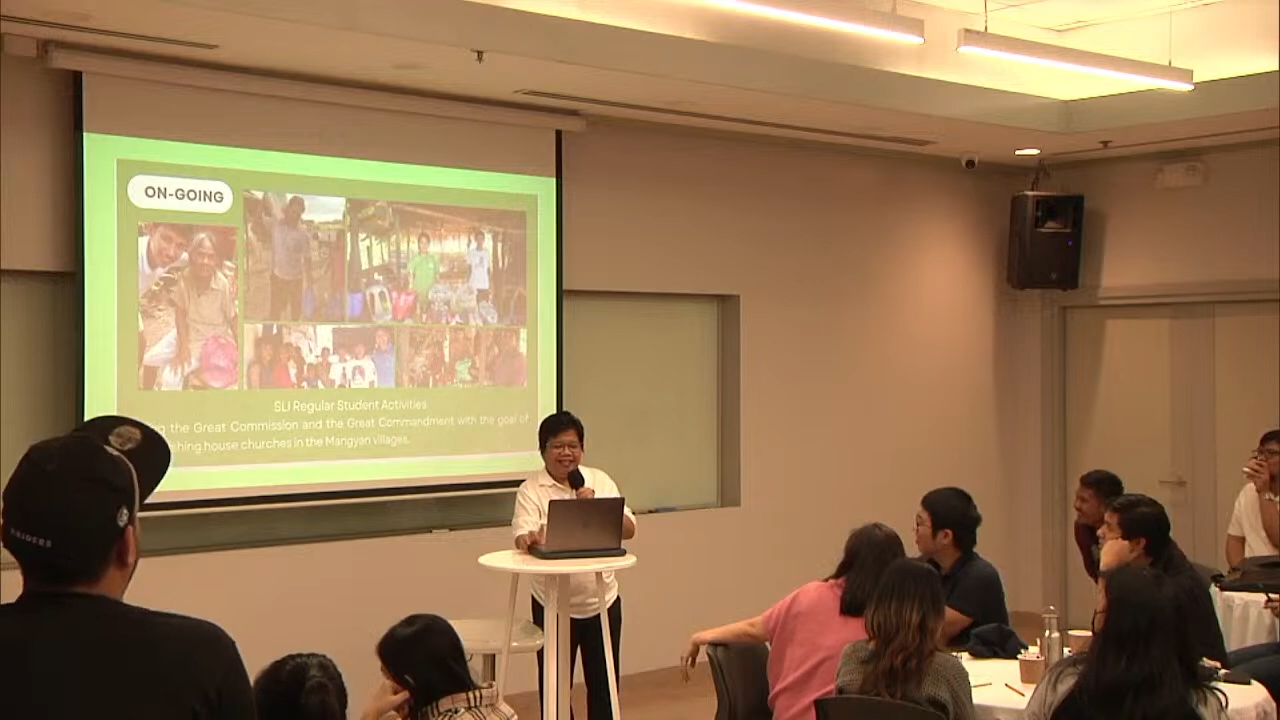 ON-GOING
SLI Regular Student Activities
the Great Commission and the Great Commandment with the goal of
house churches in the Mangyan villages.